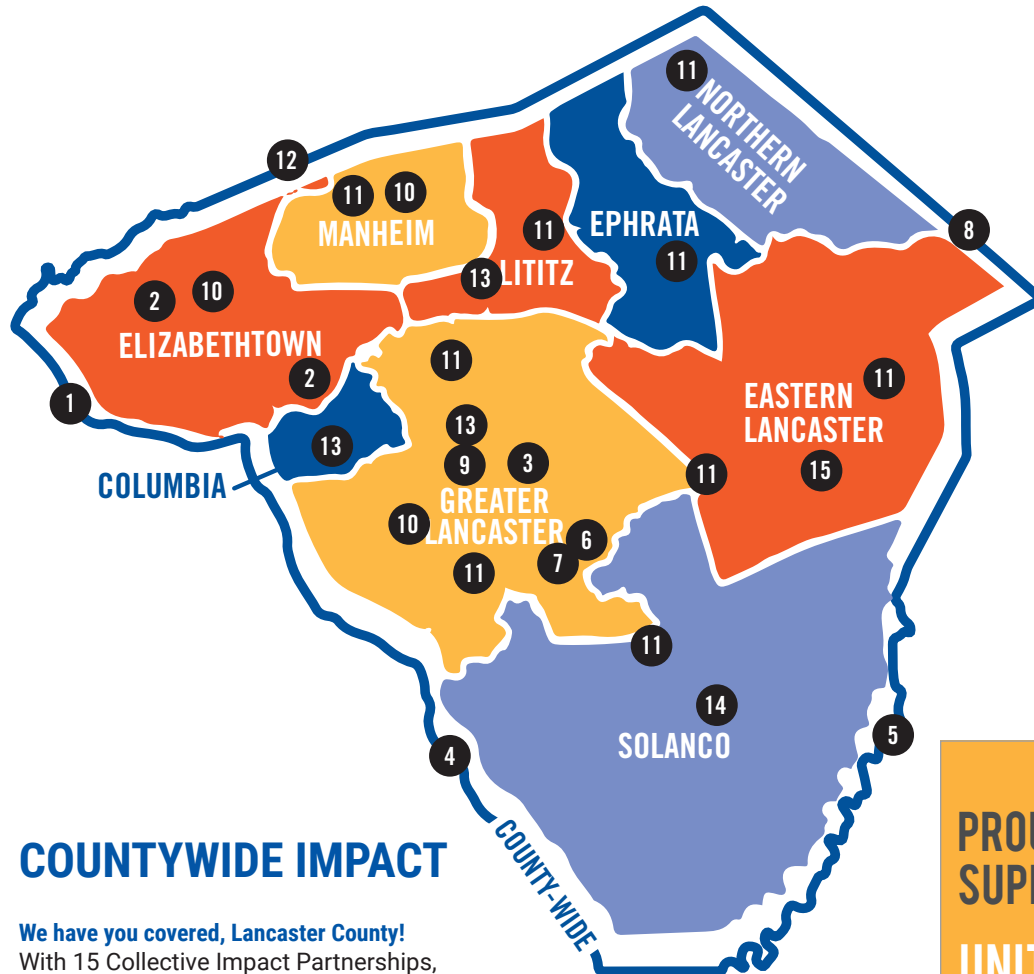 11
NORTHERN
LANCASTER
12
11
10
MANHEIM
11
EPHRATA
8
13
LITITZ
11
2
10
ELIZABETHTOWN
2
1
11
11
EASTERN
LANCASTER
13
13
COLUMBIA
9
3
11
15
GREATER
LANCASTER
10
6
7
11
11
14
SOLANCO
5
4
COUNTY-WIDE
COUNTYWIDE IMPACT
We have you covered, Lancaster County!
With 15 Collective Impact Partnerships,